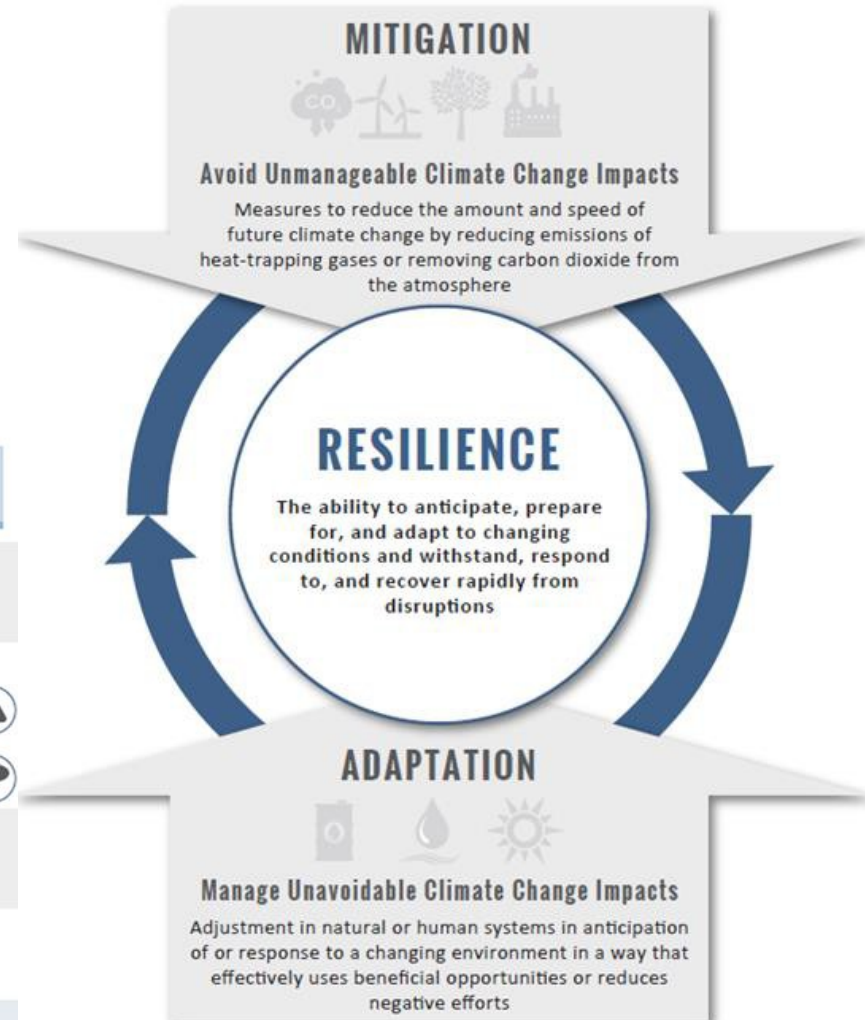 MITIGATION
CO₂
Avoid Unmanageable Climate Change Impacts
Measures to reduce the amount and speed of
future climate change by reducing emissions of
heat-trapping gases or removing carbon dioxide from
the atmosphere
RESILIENCE
The ability to anticipate, prepare
for, and adapt to changing
conditions and withstand, respond
to, and recover rapidly from
disruptions
ADAPTATION
Manage Unavoidable Climate Change Impacts
Adjustment in natural or human systems in anticipation
of or response to a changing environment in a way that
effectively uses beneficial opportunities or reduces
negative efforts